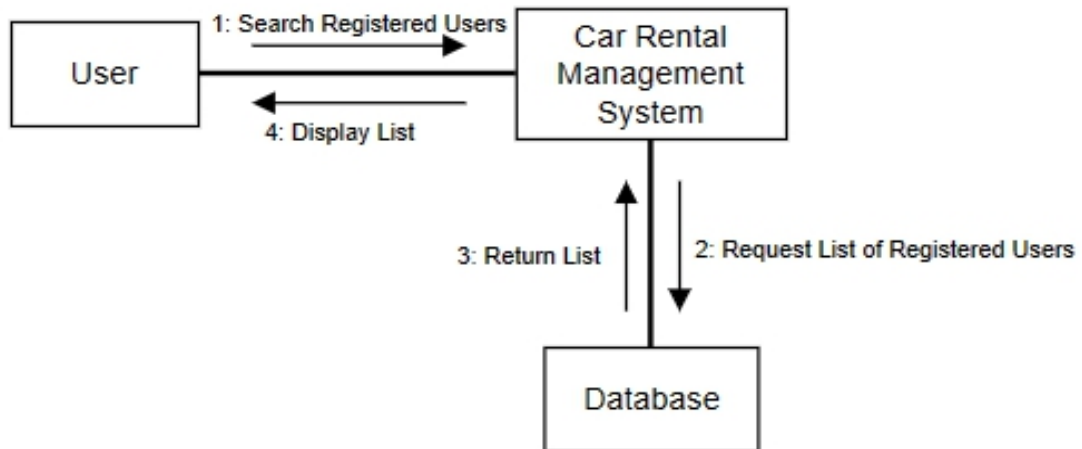 1: Search Registered Users
User
Car Rental
Management
System
4: Display List
3: Return List
2: Request List of Registered Users
Database